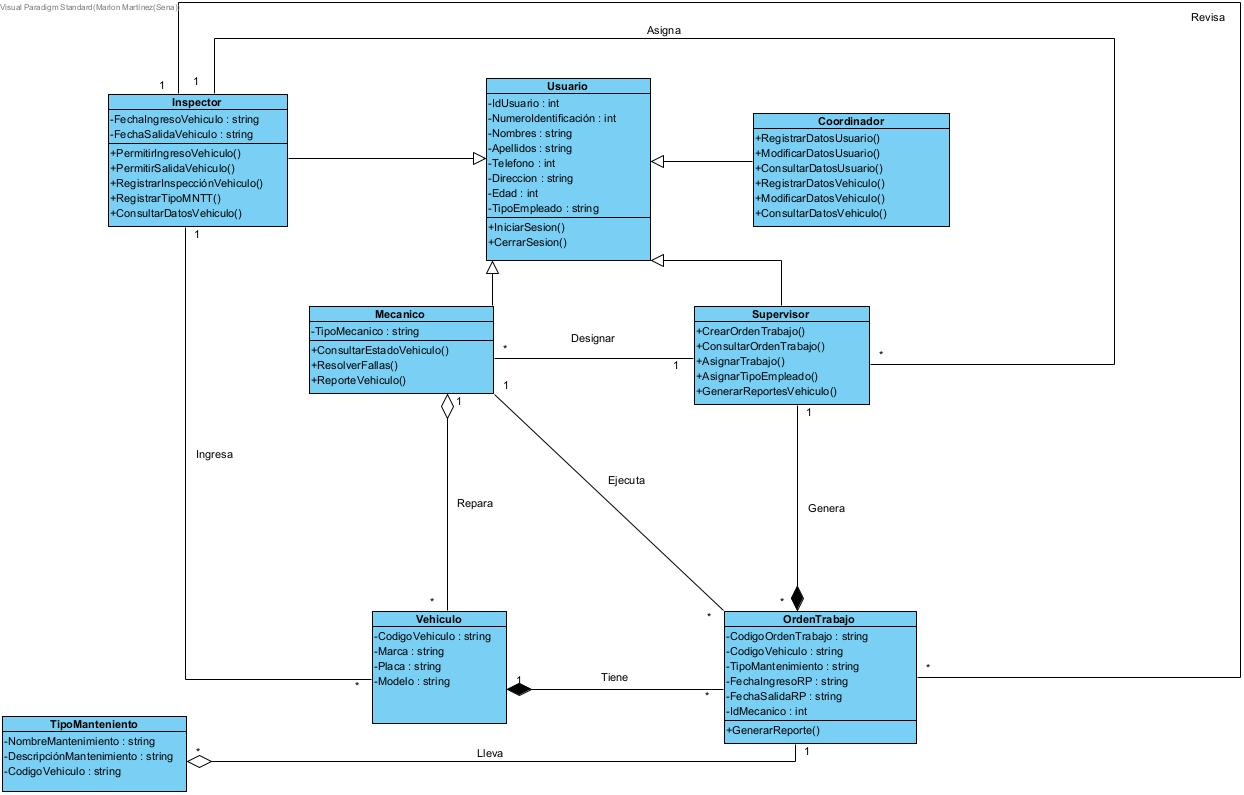 Visual Paradigm Standard(Marlon Martínez(Sena))
Revisa
Asigna
1
1
Inspector
-FechaIngresoVehiculo : string
-FechaSalidaVehiculo : string
+PermitirIngresoVehiculo()
+PermitirSalidaVehiculo()
+RegistrarInspecciónVehiculo()
+RegistrarTipoMNTT()
+ConsultarDatosVehiculo()
1
Usuario
-IdUsuario : int
-NumeroIdentificación : int
-Nombres : string
-Apellidos : string
-Telefono : int
-Direccion : string
-Edad : int
-TipoEmpleado : string
+IniciarSesion()
+CerrarSesion()
Coordinador
+RegistrarDatosUsuario()
+ModificarDatosUsuario()
+ConsultarDatosUsuario()
+RegistrarDatosVehiculo()
+ModificarDatosVehiculo()
+ConsultarDatosVehiculo()
Mecanico
-TipoMecanico : string
+ConsultarEstadoVehiculo()
+ResolverFallas()
+ReporteVehiculo()
*
Designar
1
1
1
Supervisor
+CrearOrdenTrabajo()
+ConsultarOrdenTrabajo()
+AsignarTrabajo()
+AsignarTipoEmpleado()
+GenerarReportesVehiculo()
*
1
Ingresa
Repara
Ejecuta
Genera
*
*
*
Vehiculo
-CodigoVehiculo : string
-Marca : string
-Placa : string
-Modelo : string
*
1
Tiene
*
OrdenTrabajo
-CodigoOrdenTrabajo : string
-CodigoVehiculo : string
-TipoMantenimiento : string
-FechaIngresoRP : string
-FechaSalidaRP : string
-IdMecanico : int
+GenerarReporte()
*
1
TipoManteniento
-NombreMantenimiento : string
-DescripciónMantenimiento : string
-CodigoVehiculo : string
*
Lleva